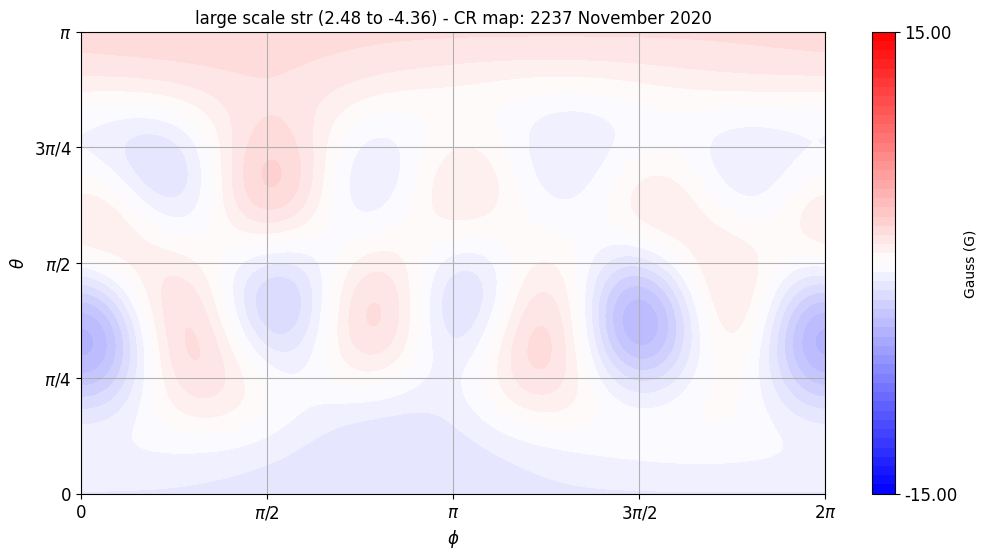 large scale str (2.48 to -4.36) - CR map: 2237 November 2020
π
3π/4
π/2
π/4
0
θ
0
π/2
π
3π/2
2π
ϕ
15.00
-15.00
Gauss (G)